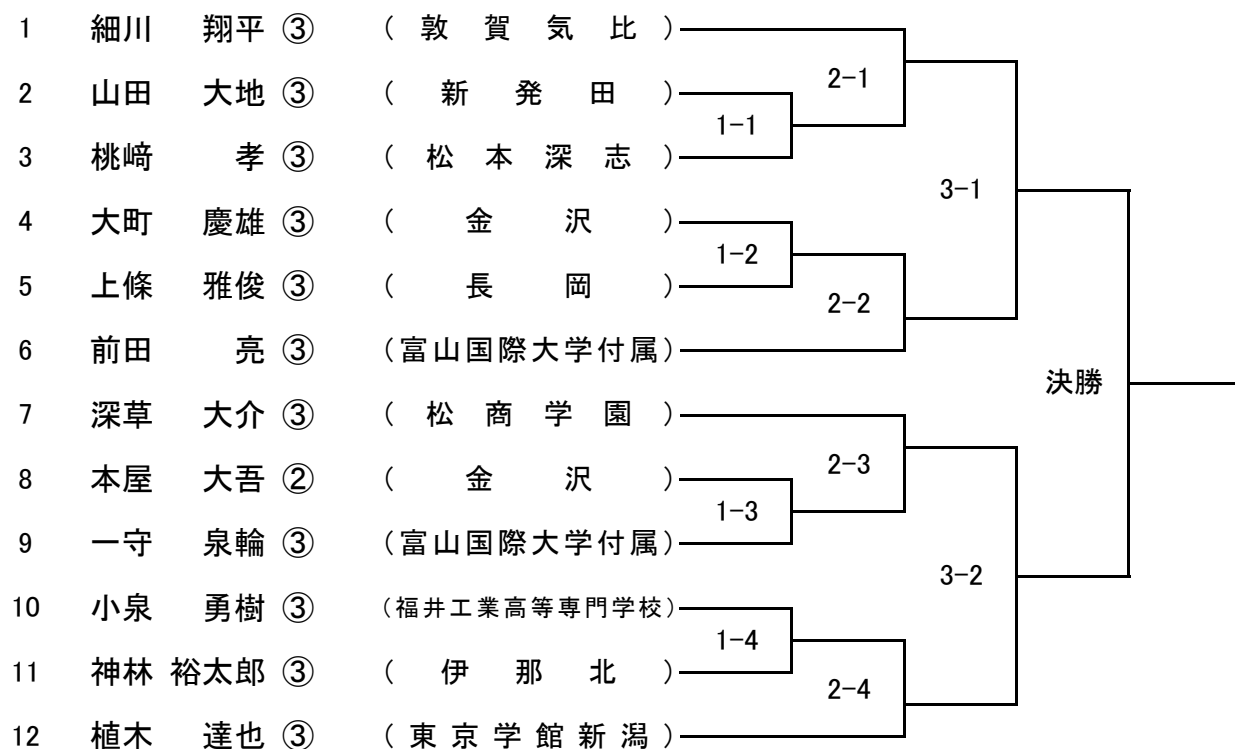 1 細川 翔平 ③ (敦賀気比)
2-1
2 山田 大地 ③ (新発田)
1-1
3 桃﨑 孝 ③ (松本深志)
3-1
4 大町 慶雄 ③ (金沢)
1-2
5 上條 雅俊 ③ (長岡)
2-2
6 前田 亮 ③ (富山国際大学付属)
決勝
7 深草 大介 ③ (松商学園)
2-3
8 本屋 大吾 ② (金沢)
1-3
9 一守 泉輪 ③ (富山国際大学付属)
3-2
10 小泉 勇樹 ③ (福井工業高等専門学校)
1-4
11 神林 裕太郎 ③ (伊那北)
2-4
12 植木 達也 ③ (東京学館新潟)